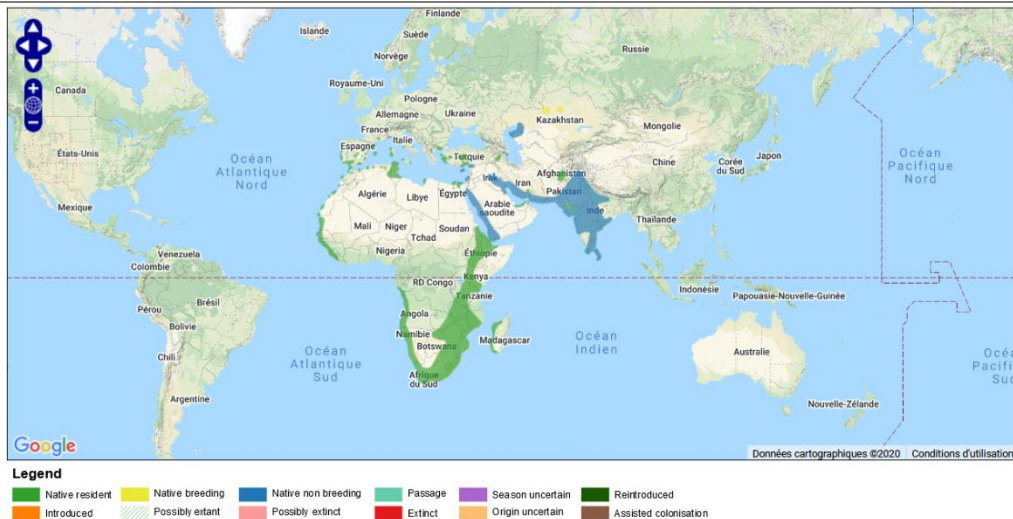 Finlande
Islande
Suède
Norvège
Russie
Canada
Royaume-Uni
Pologne
Allemagne
Ukraine
France
Kazakhstan
Mongolie
Italie
Espagne
Turquie
États-Unis
Océan
Atlantique
Nord
Chine
Corée
du Sud
Japon
Océan
Pacifique
Nord
Afghanistan
Irak
Iran
Pakistan
Algérie
Libye
Égypte
Arabie
saoudite
Inde
Mexique
Mali
Niger
Tchad
Soudan
Thaïlande
Nigeria
Éthiopie
Venezuela
Colombie
Kenya
RD Congo
Tanzanie
Indonésie
Papouasie-Nouvelle-Guinée
Pérou
Brésil
Angola
Bolivie
Namibie
Botswana
Madagascar
Océan
Indien
Australie
Chili
Océan
Atlantique
Sud
Afrique
du Sud
Océa
Pacifi
Su
Argentine
Nouvelle-Zélande
Google
Données cartographiques ©2020 Conditions d'utilisation
Legend
Native resident Native breeding Native non breeding Passage Season uncertain Reintroduced
Introduced Possibly extant Possibly extinct Extinct Origin uncertain Assisted colonisation